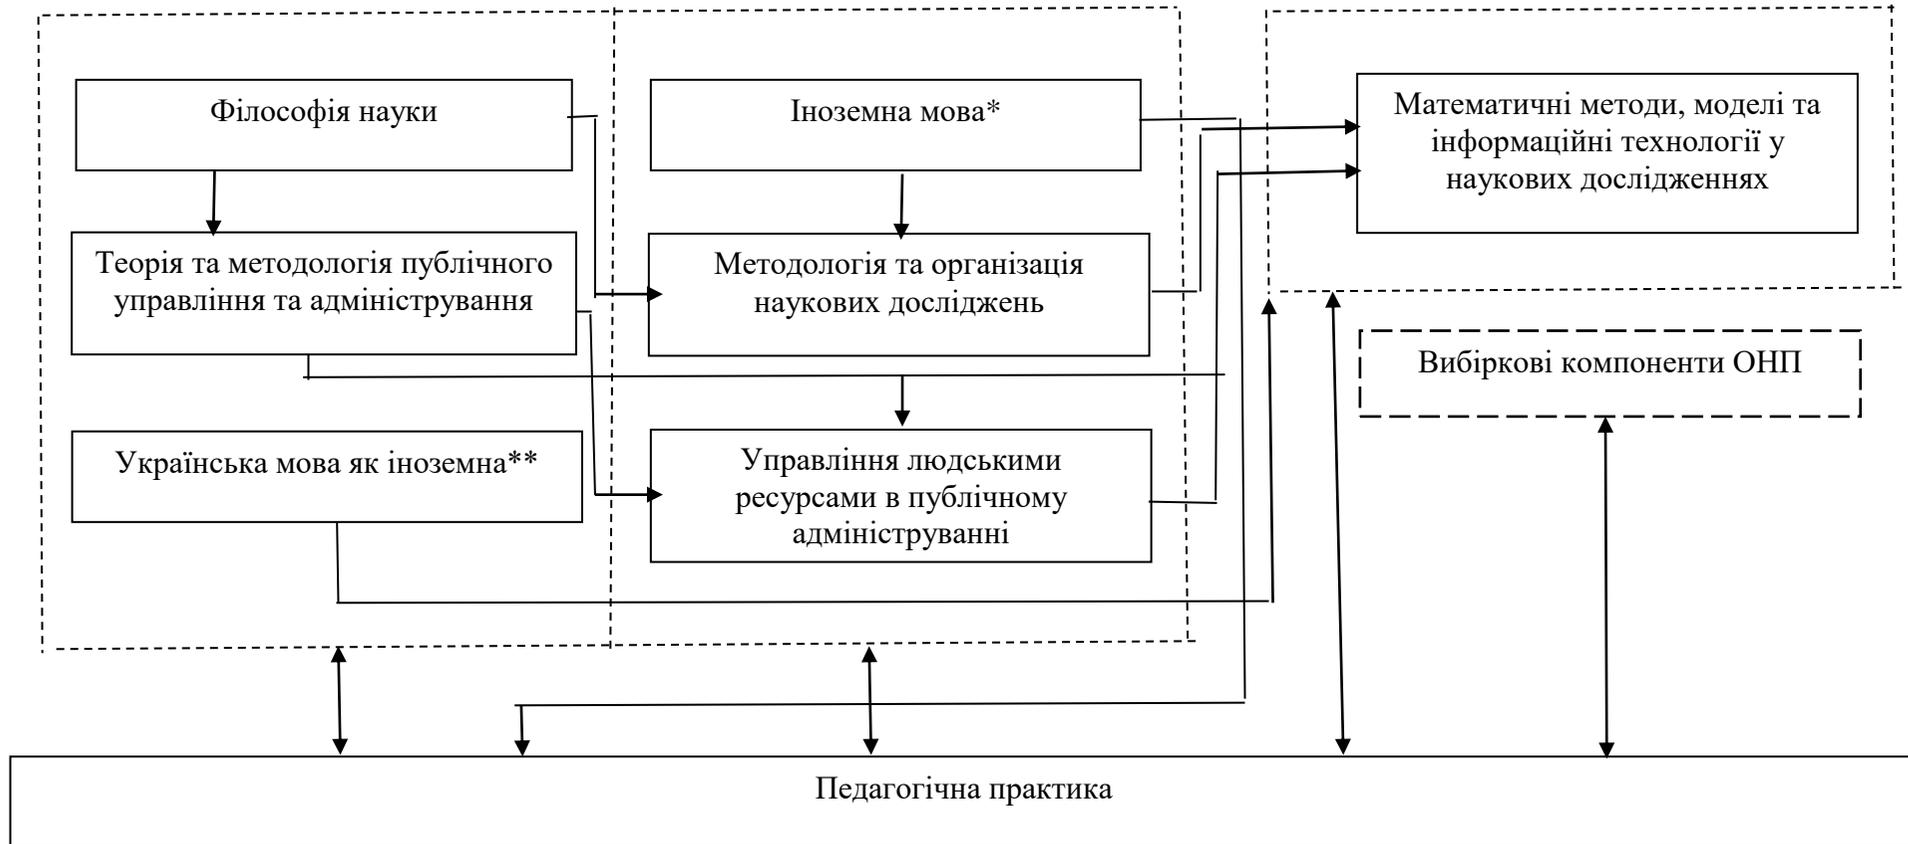 Філософія науки
Іноземна мова*
Математичні методи, моделі та
інформаційні технології у
наукових дослідженнях
Теорія та методологія публічного
управління та адміністрування
Методологія та організація
наукових досліджень
Вибіркові компоненти ОНП
Українська мова як іноземна**
Управління людськими
ресурсами в публічному
адмініструванні
Педагогічна практика